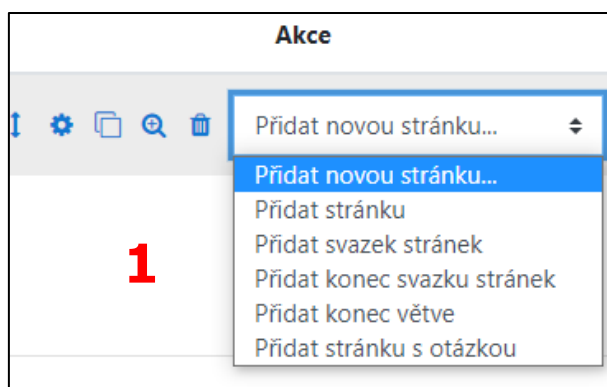 Akce
Přidat novou stránku...
Přidat novou stránku...
Přidat stránku
Přidat svazek stránek
1
Přidat konec svazku stránek
Přidat konec větve
Přidat stránku s otázkou